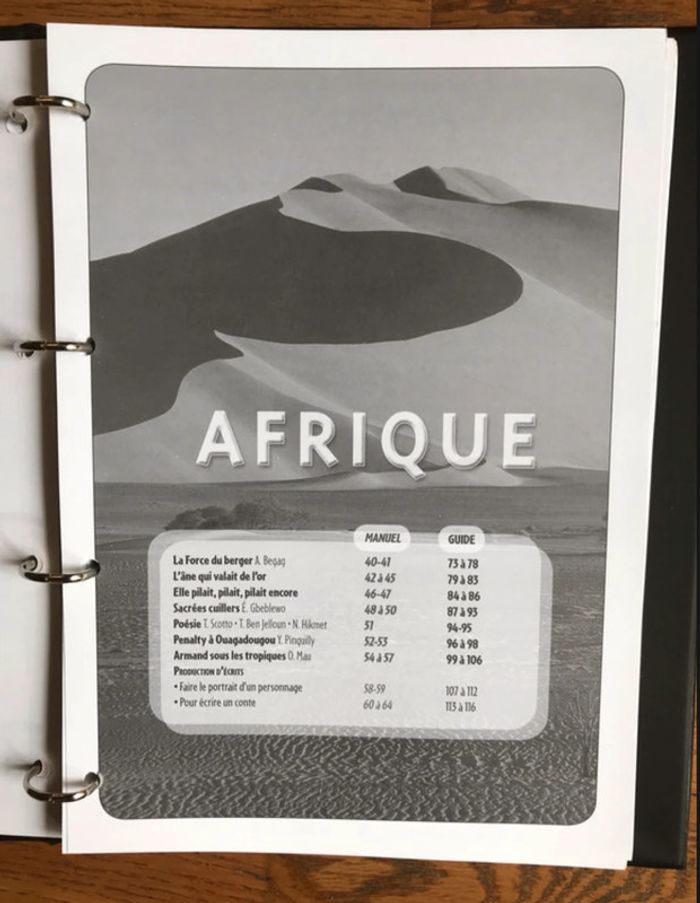 AFRIQUE
MANUEL GUIDE
La Force du berger A. Begag 40-41 73 à 78
L'âne qui valait de l'or 42 à 45 79 à 83
Elle pilait, pilait, pilait encore 46-47 84 à 86
Sacrées cuillers É. Gbeblewo 48 à 50 87 à 93
Poésie T. Scotto • T. Ben Jelloun • N. Hikmet 51 94-95
Penalty à Ouagadougou Y. Pinguilly 52-53 96 à 98
Armand sous les tropiques O. Mau 54 à 57 99 à 106
PRODUCTION D'ÉCRITS
• Faire le portrait d'un personnage 58-59 107 à 112
• Pour écrire un conte 60 à 64 113 à 116